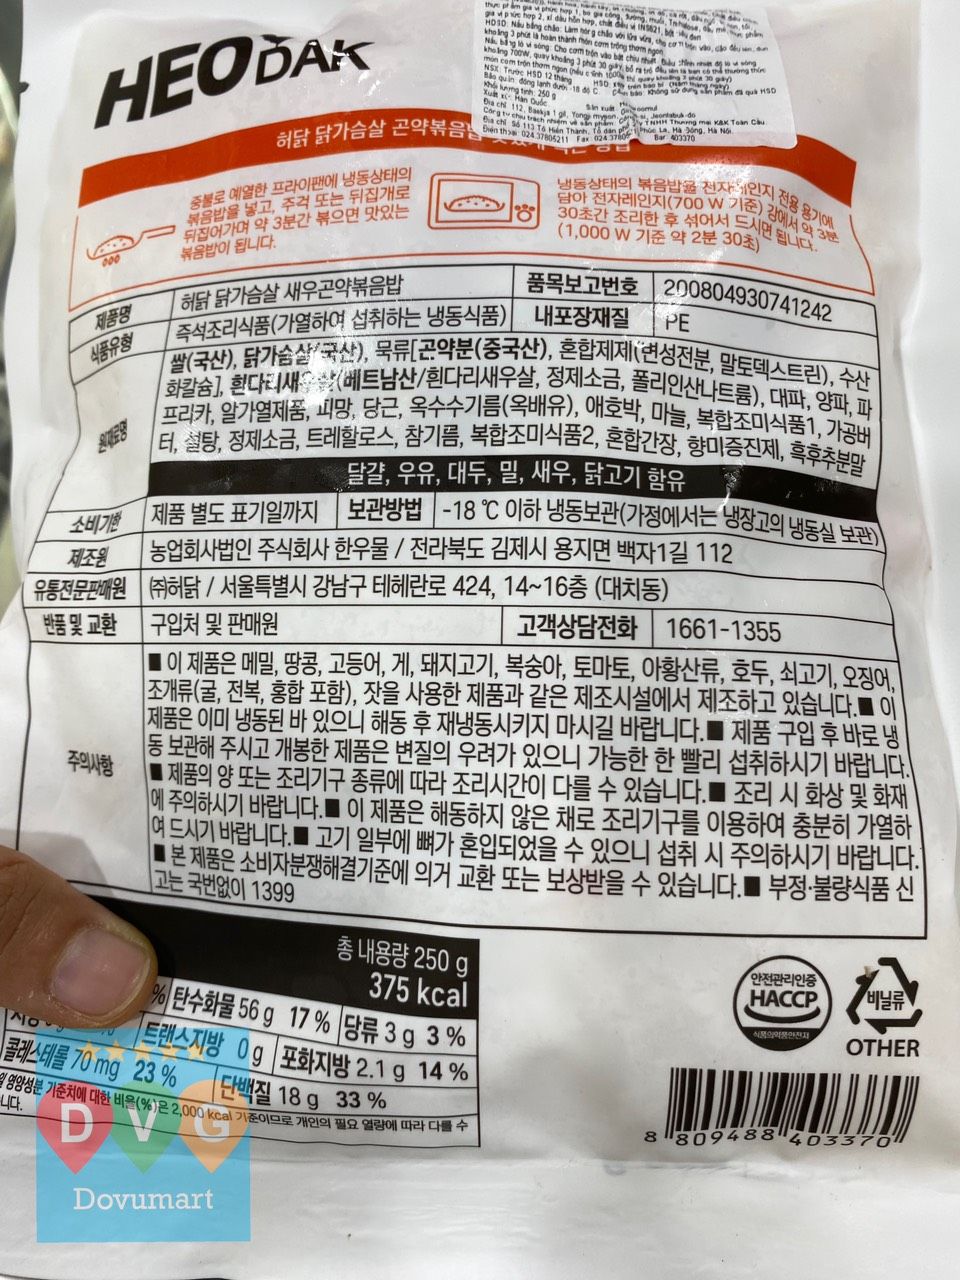 HEODAK
허닭 닭가슴살 곤약볶음밥
중불로 예열한 프라이팬에 냉동상태의
볶음밥을 넣고, 주걱 또는 뒤집개로
뒤집어가며 약 3분간 볶으면 맛있는
볶음밥이 됩니다.
냉동상태의 볶음밥을 전자레인지 전용 용기에
담아 전자레인지(700 W 기준) 강에서 약 3분
30초간 조리한 후 섞어서 드시면 됩니다.
(1,000 W 기준 약 2분 30초)
제품명 허닭 닭가슴살 새우곤약볶음밥 품목보고번호 200804930741242
식품유형 즉석조리식품(가열하여 섭취하는 냉동식품) 내포장재질 PE
원재료명 쌀(국산), 닭가슴살(국산), 묵류[곤약분(중국산), 혼합제제(변성전분, 말토덱스트린), 수산
화칼슘], 흰다리새우살(베트남산/흰다리새우살, 정제소금, 폴리인산나트륨), 대파, 양파, 파
프리카, 알가열제품, 피망, 당근, 옥수수기름(옥배유), 애호박, 마늘, 복합조미식품1, 가공버
터, 설탕, 정제소금, 트레할로스, 참기름, 복합조미식품2, 혼합간장, 향미증진제, 흑후추분말
달걀, 우유, 대두, 밀, 새우, 닭고기 함유
소비기한 제품 별도 표기일까지 보관방법 -18 ℃ 이하 냉동보관(가정에서는 냉장고의 냉동실 보관)
제조원 농업회사법인 주식회사 한우물 / 전라북도 김제시 용지면 백자1길 112
유통전문판매원 ㈜허닭 / 서울특별시 강남구 테헤란로 424, 14~16층 (대치동)
반품 및 교환 구입처 및 판매원 고객상담전화 1661-1355
주의사항
■ 이 제품은 메밀, 땅콩, 고등어, 게, 돼지고기, 복숭아, 토마토, 아황산류, 호두, 쇠고기, 오징어,
조개류(굴, 전복, 홍합 포함), 잣을 사용한 제품과 같은 제조시설에서 제조하고 있습니다.■ 이
제품은 이미 냉동된 바 있으니 해동 후 재냉동시키지 마시길 바랍니다.■ 제품 구입 후 바로 냉
동 보관해 주시고 개봉한 제품은 변질의 우려가 있으니 가능한 한 빨리 섭취하시기 바랍니다.
■ 제품의 양 또는 조리기구 종류에 따라 조리시간이 다를 수 있습니다.■ 조리 시 화상 및 화재
에 주의하시기 바랍니다.■ 이 제품은 해동하지 않은 채로 조리기구를 이용하여 충분히 가열하
여 드시기 바랍니다.■ 고기 일부에 뼈가 혼입되었을 수 있으니 섭취 시 주의하시기 바랍니다.
■ 본 제품은 소비자분쟁해결기준에 의거 교환 또는 보상받을 수 있습니다.■ 부정·불량식품 신
고는 국번없이 1399
총 내용량 250 g
375 kcal
% 탄수화물 56 g 17 % 당류 3 g 3 %
트랜스지방 0 g 포화지방 2.1 g 14 %
콜레스테롤 70 mg 23 % 단백질 18 g 33 %
영양성분 기준치에 대한 비율(%)은 2,000 kcal 기준이므로 개인의 필요 열량에 따라 다를 수
니다.
안전관리인증
HACCP
식품의약품안전처
비닐류
OTHER
8 809488 403370
DVG
Dovumart